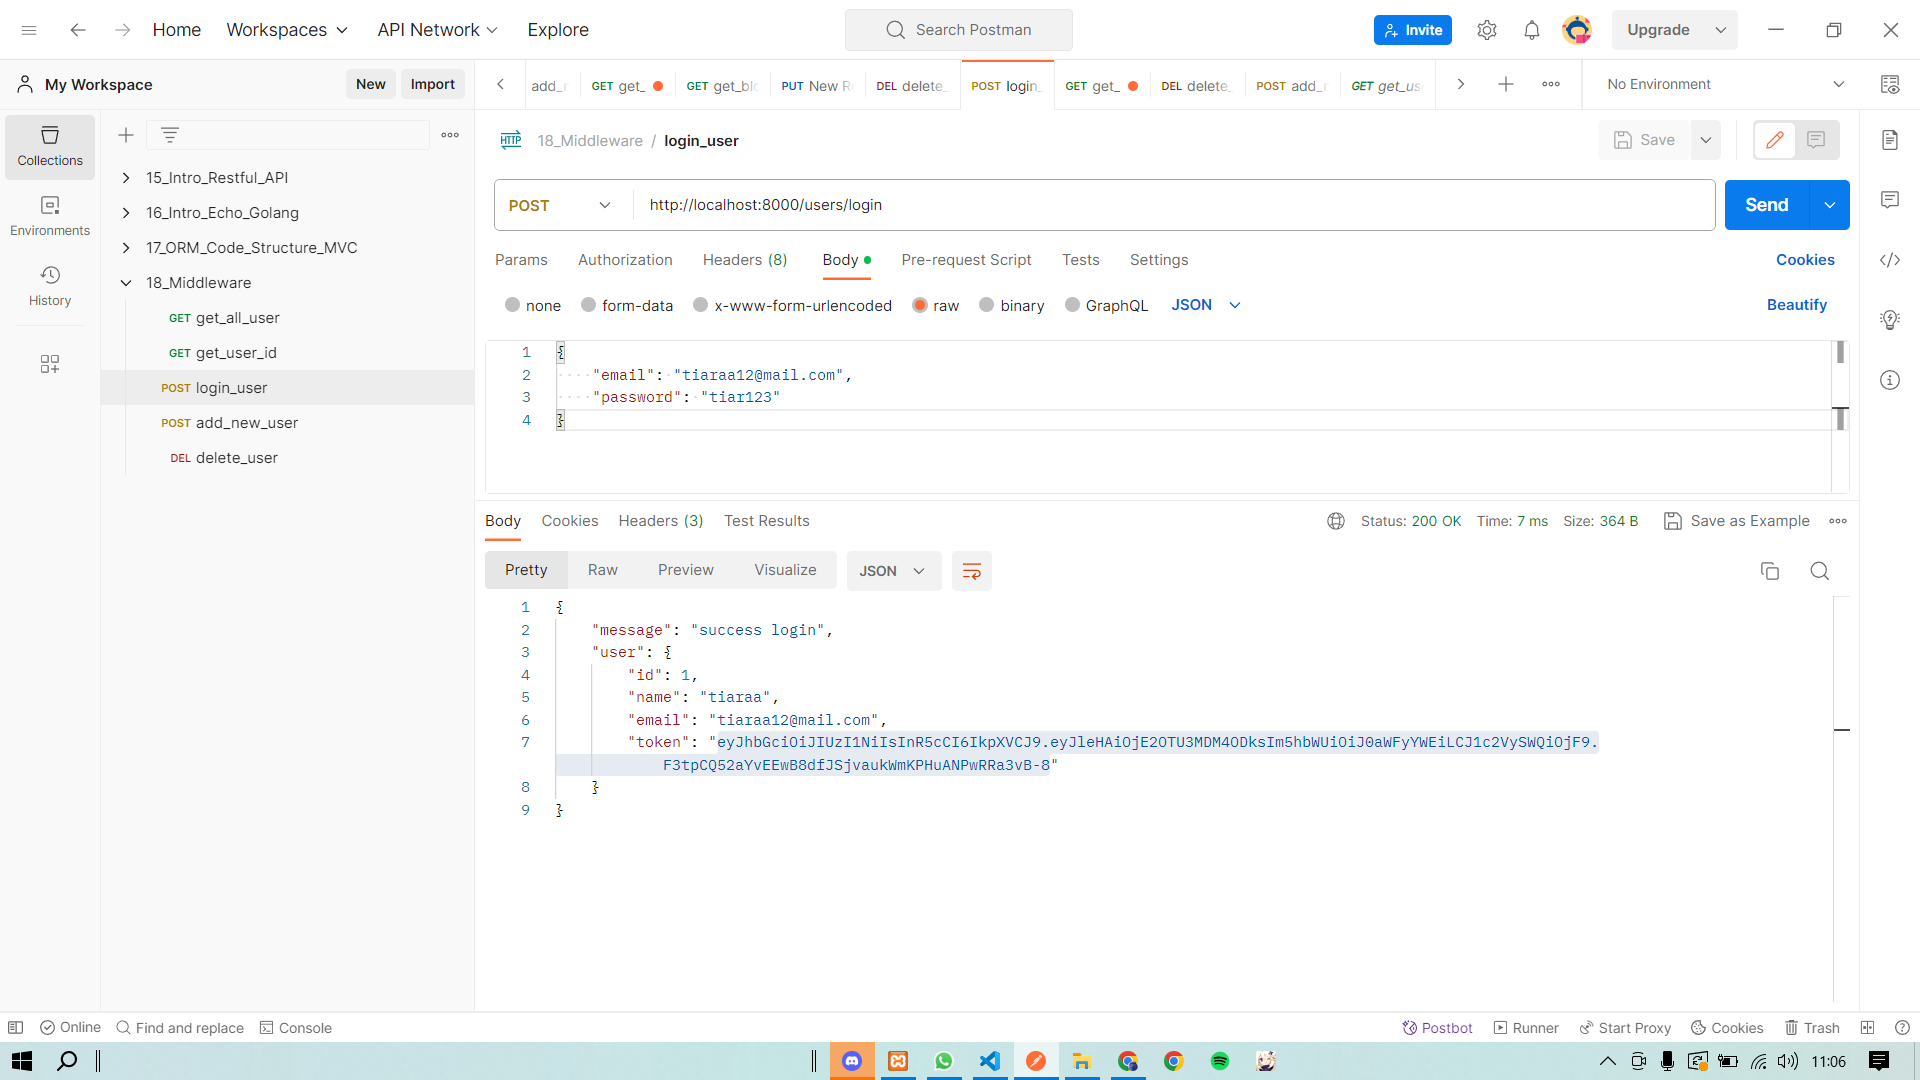 Home
Workspaces
API Network
Explore
Search Postman
Invite
Upgrade
My Workspace
New
Import
add_
GET get_
GET get_bl
PUT New R
DEL delete_
POST login_
GET get_
DEL delete_
POST add_
GET get_us
No Environment
Collections
Environments
History
15_Intro_Restful_API
16_Intro_Echo_Golang
17_ORM_Code_Structure_MVC
18_Middleware
GET get_all_user
GET get_user_id
POST login_user
POST add_new_user
DEL delete_user
HTTP 18_Middleware / login_user
Save
POST
http://localhost:8000/users/login
Send
Params
Authorization
Headers (8)
Body
Pre-request Script
Tests
Settings
Cookies
none
form-data
x-www-form-urlencoded
raw
binary
GraphQL
JSON
Beautify
1 {
2 "email": "tiaraa12@mail.com",
3 "password": "tiar123"
4 }
Body
Cookies
Headers (3)
Test Results
Status: 200 OK
Time: 7 ms
Size: 364 B
Save as Example
Pretty
Raw
Preview
Visualize
JSON
1 {
2 "message": "success login",
3 "user": {
4 "id": 1,
5 "name": "tiaraa",
6 "email": "tiaraa12@mail.com",
7 "token": "eyJhbGciOiJIUzI1NiIsInR5cCI6IkpXVCJ9.eyJleHAiOjE2OTU3MDM4ODksIm5hbWUiOiJ0aWFyYWEiLCJ1c2VySWQiOjF9.
F3tpCQ52aYvEEwB8dfJSjvaukWmKPHuANPwRRa3vB-8"
8 }
9 }
Online
Find and replace
Console
Postbot
Runner
Start Proxy
Cookies
Trash
11:06